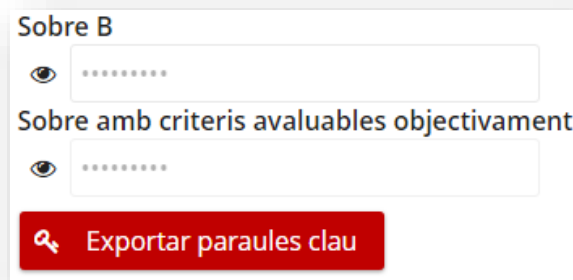 Sobre B
•••••••••
Sobre amb criteris avaluables objectivament
•••••••••
Exportar paraules clau